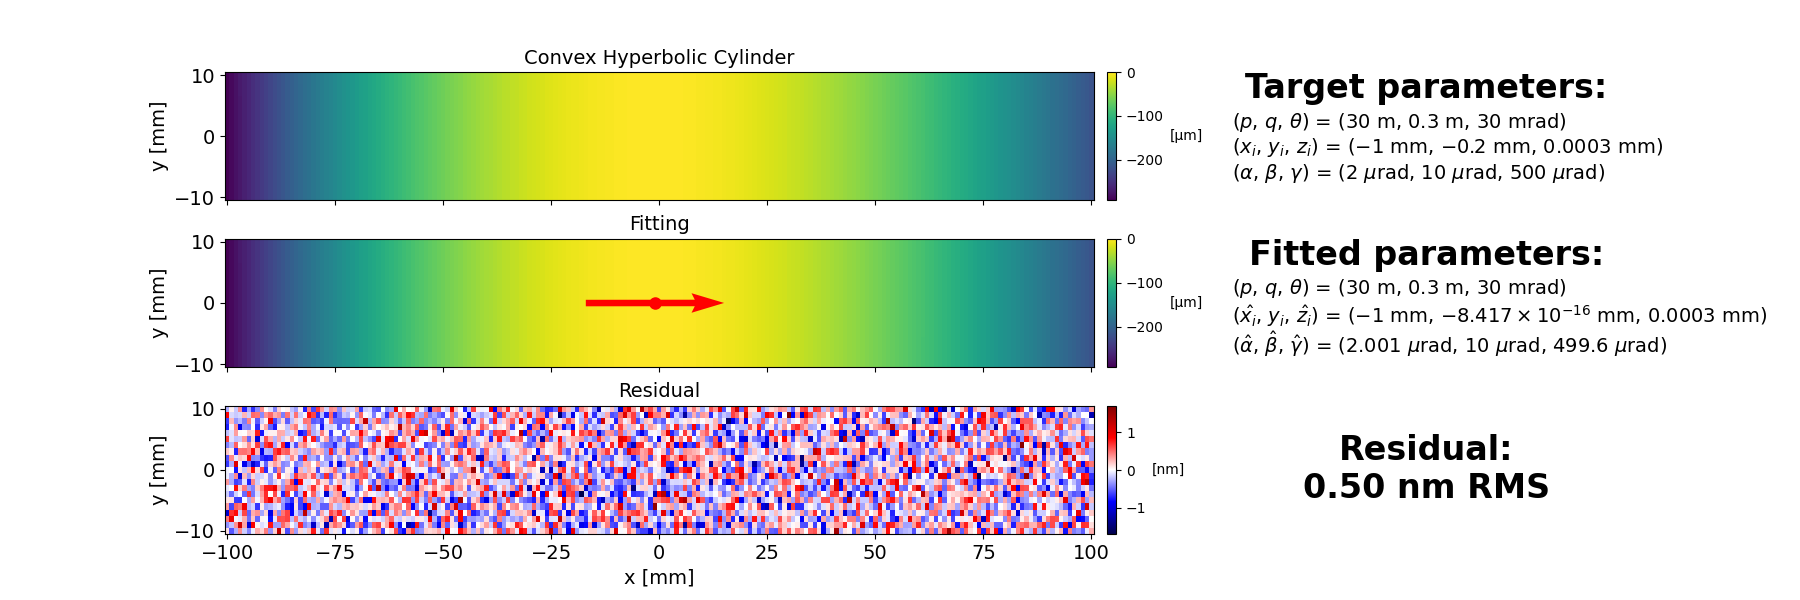 Convex Hyperbolic Cylinder
10
0
−10
y [mm]
0
−100
−200
[µm]
Target parameters:
(p, q, θ) = (30 m, 0.3 m, 30 mrad)
(xᵢ, yᵢ, zᵢ) = (−1 mm, −0.2 mm, 0.0003 mm)
(α, β, γ) = (2 µrad, 10 µrad, 500 µrad)
Fitting
10
0
−10
y [mm]
0
−100
−200
[µm]
Fitted parameters:
(p, q, θ) = (30 m, 0.3 m, 30 mrad)
(x̂ᵢ, yᵢ, ẑᵢ) = (−1 mm, −8.417 × 10⁻¹⁶ mm, 0.0003 mm)
(α̂, β̂, γ̂) = (2.001 µrad, 10 µrad, 499.6 µrad)
Residual
10
0
−10
y [mm]
1
0
−1
[nm]
−100 −75 −50 −25 0 25 50 75 100
x [mm]
Residual:
0.50 nm RMS